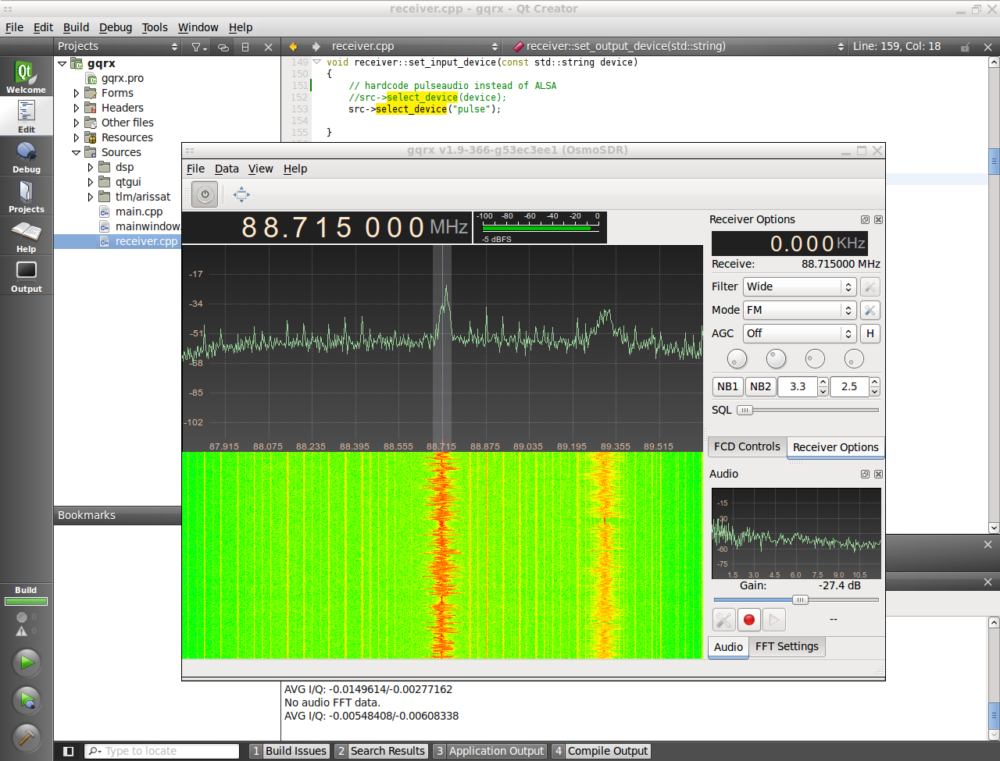 receiver.cpp - gqrx - Qt Creator
File Edit Build Debug Tools Window Help
Projects
receiver.cpp
receiver::set_output_device(std::string)
Line: 159, Col: 18
Welcome
Edit
Debug
Projects
Help
Output
gqrx
gqrx.pro
Forms
Headers
Other files
Resources
Sources
dsp
qtgui
tlm/arissat
main.cpp
mainwindow.
receiver.cpp
149 void receiver::set_input_device(const std::string device)
150 {
151 // hardcode pulseaudio instead of ALSA
152 //src->select_device(device);
153 src->select_device("pulse");
154
155 }
gqrx v1.9-366-g53ec3ee1 (OsmoSDR)
File Data View Help
88.715 000 MHz
-100 -80 -60 -40 -20 0
-5 dBFS
-17
-34
-51
-68
-85
-102
87.915 88.075 88.235 88.395 88.555 88.715 88.875 89.035 89.195 89.355 89.515
Receiver Options
0.000 KHz
Receive: 88.715000 MHz
Filter Wide
Mode FM
AGC Off H
NB1 NB2 3.3 2.5
SQL
FCD Controls Receiver Options
Audio
-15
-30
-45
-60
-75
1.5 3.0 4.5 6.0 7.5 9.0 10.5
Gain: -27.4 dB
--
Audio FFT Settings
Bookmarks
Build
0
0
AVG I/Q: -0.0149614/-0.00277162
No audio FFT data.
AVG I/Q: -0.00548408/-0.00608338
Type to locate
1 Build Issues 2 Search Results 3 Application Output 4 Compile Output